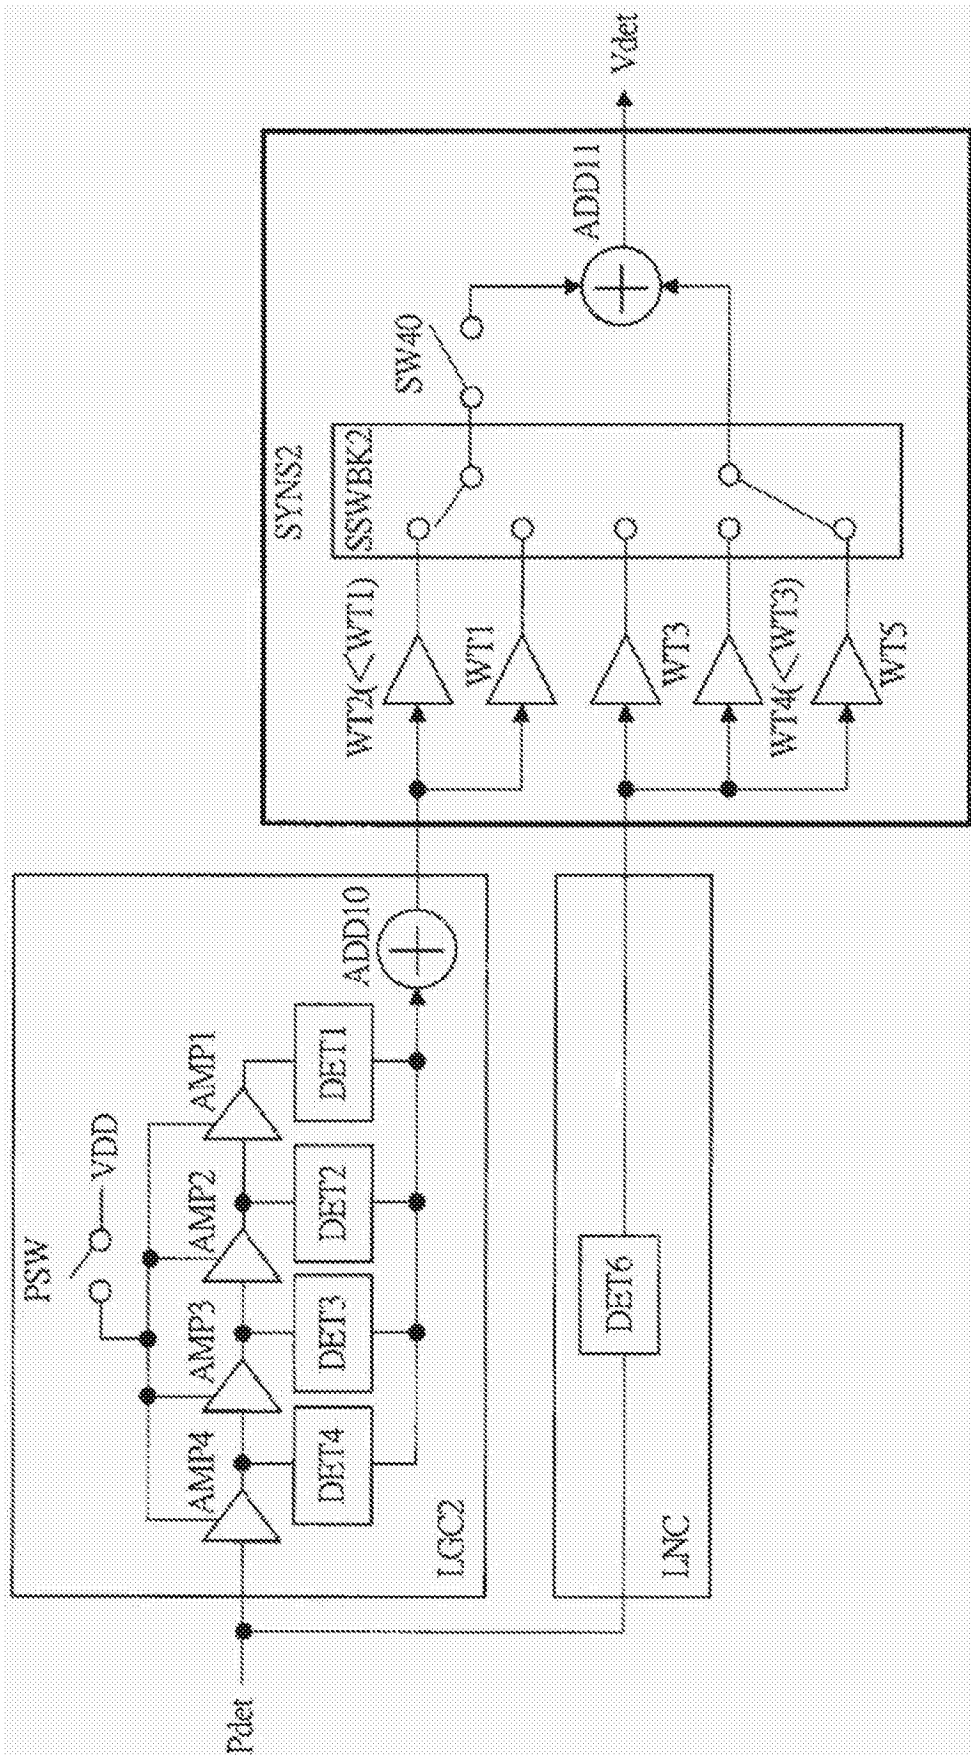 Pdet
LGC2
PSW
VDD
AMP4
AMP3
AMP2
AMP1
DET4
DET3
DET2
DET1
ADD10
LNC
DET6
SYNS2
SSWBK2
WT2(<WT1)
WT1
WT3
WT4(<WT3)
WT5
SW40
ADD11
Vdet